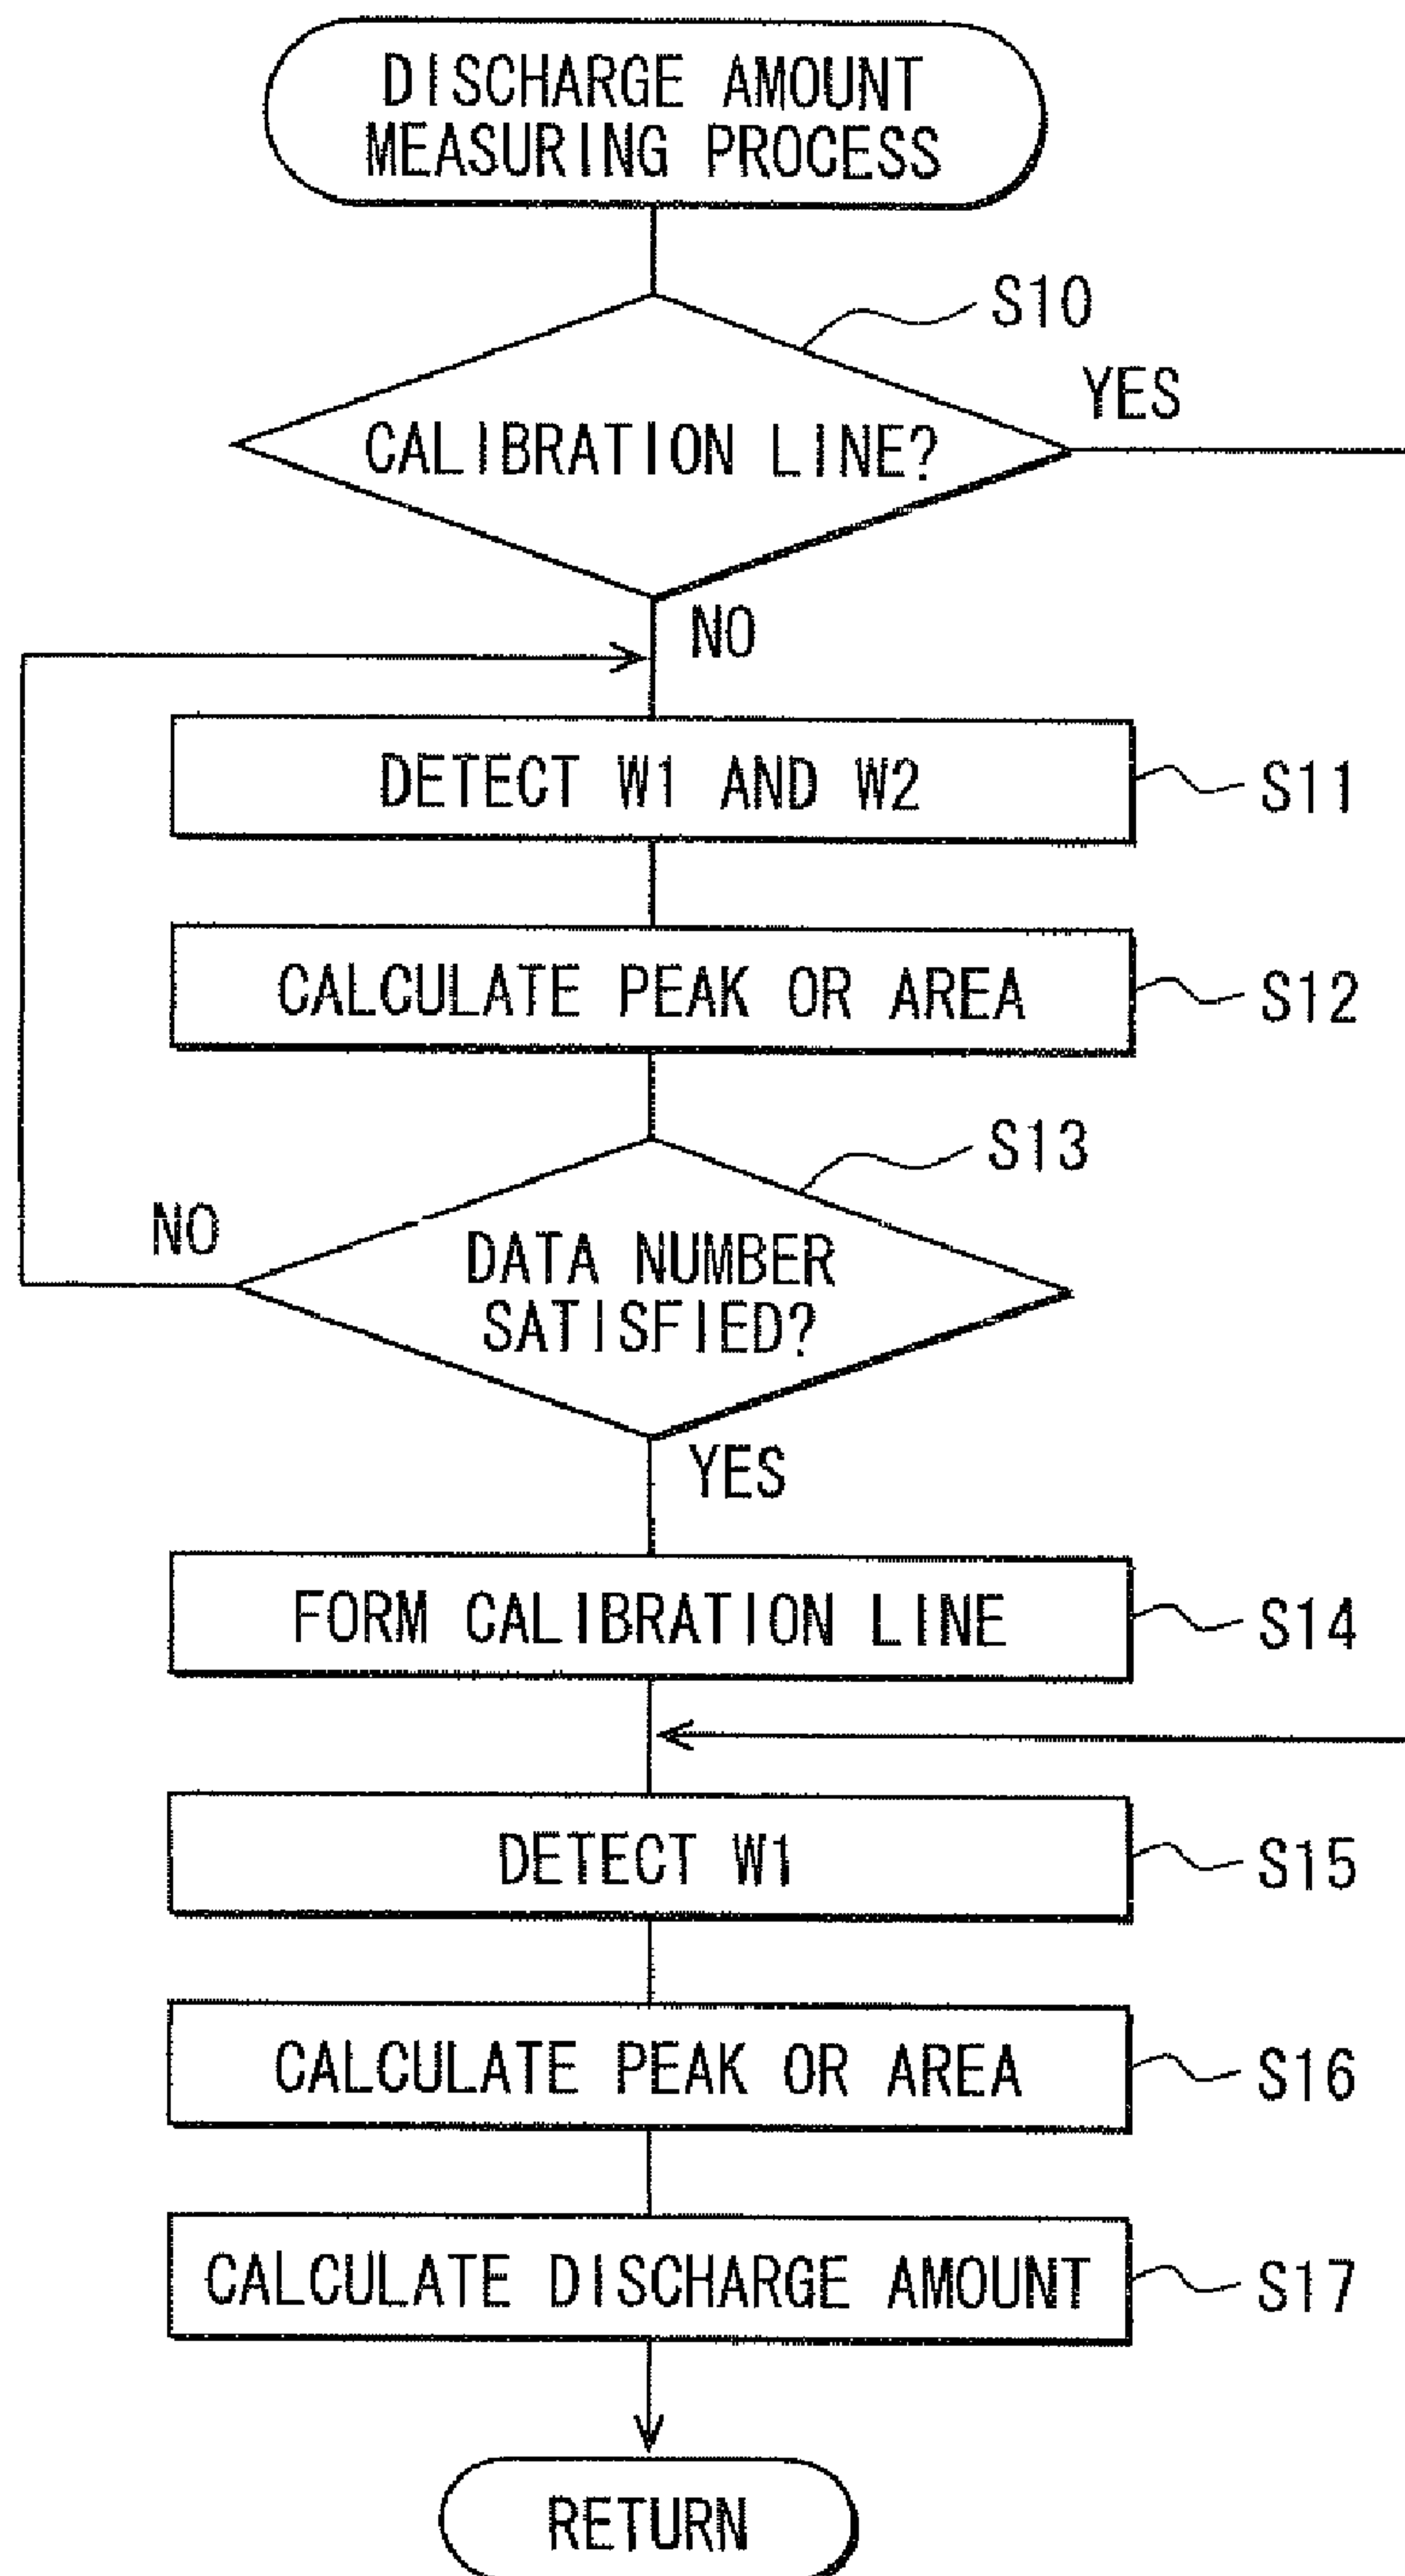 DISCHARGE AMOUNT
MEASURING PROCESS
S10
YES
CALIBRATION LINE?
NO
DETECT W1 AND W2
S11
CALCULATE PEAK OR AREA
S12
S13
NO
DATA NUMBER
SATISFIED?
YES
FORM CALIBRATION LINE
S14
DETECT W1
S15
CALCULATE PEAK OR AREA
S16
CALCULATE DISCHARGE AMOUNT
S17
RETURN